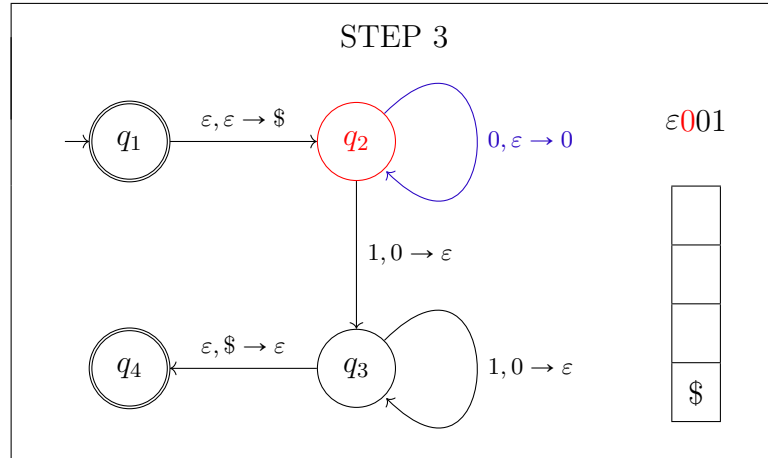 STEP 3
ε, ε → $
q₁
q₂
0, ε → 0
ε001
1, 0 → ε
ε, $ → ε
q₄
q₃
1, 0 → ε
$